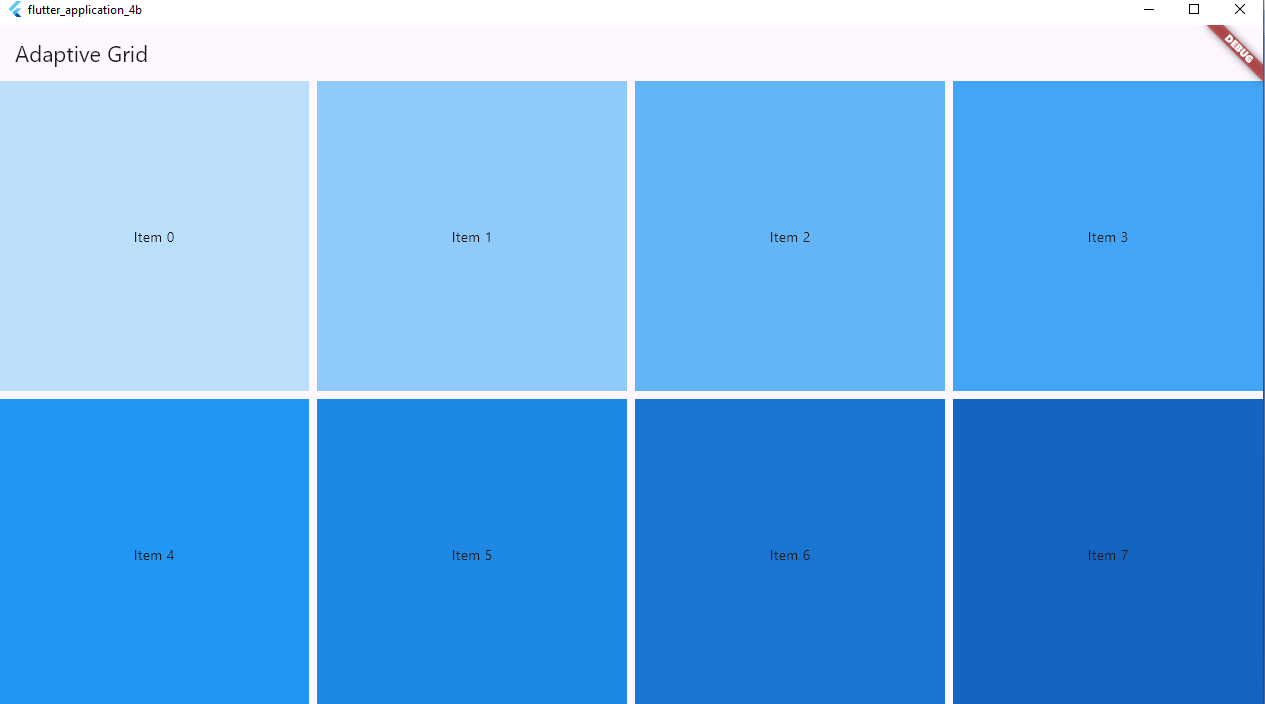 flutter_application_4b
Adaptive Grid
DEBUG
Item 0
Item 1
Item 2
Item 3
Item 4
Item 5
Item 6
Item 7